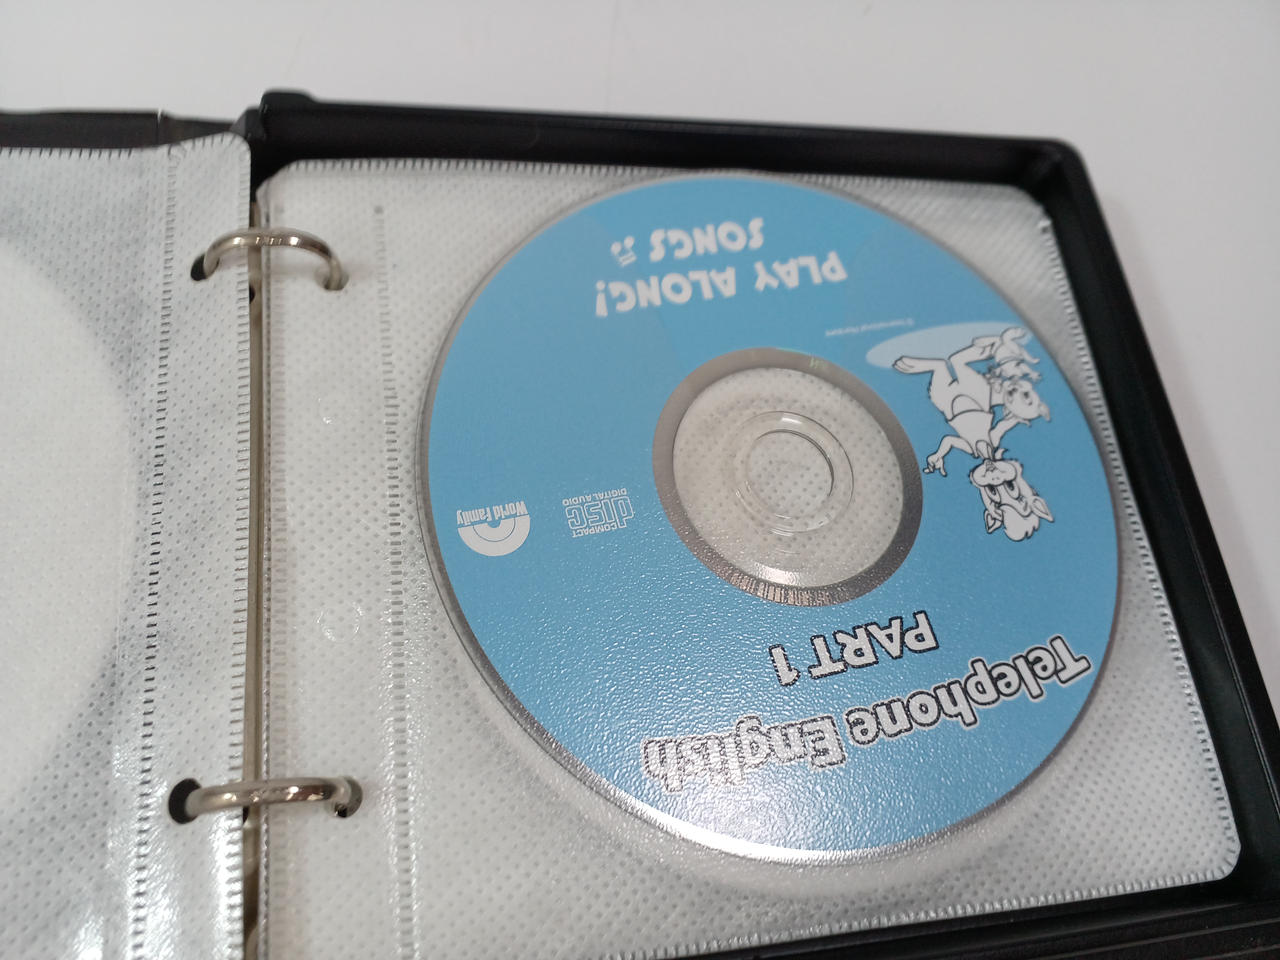 Telephone English
PART 1
World Family
COMPACT
disc
DIGITAL AUDIO
PLAY ALONG!
SONGS